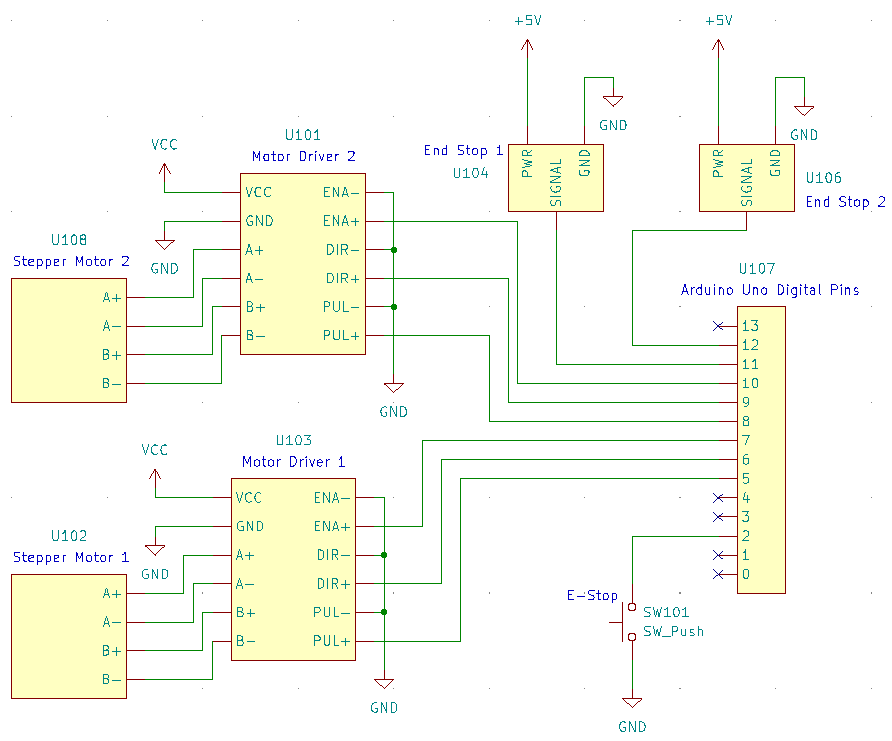 +5V
+5V
GND
GND
U101
Motor Driver 2
VCC
VCC
GND
A+
A-
B+
B-
ENA-
ENA+
DIR-
DIR+
PUL-
PUL+
GND
GND
End Stop 1
U104
PWR
SIGNAL
GND
PWR
SIGNAL
GND
U106
End Stop 2
U108
Stepper Motor 2
A+
A-
B+
B-
U107
Arduino Uno Digital Pins
13
12
11
10
9
8
7
6
5
4
3
2
1
0
U103
Motor Driver 1
VCC
VCC
GND
A+
A-
B+
B-
ENA-
ENA+
DIR-
DIR+
PUL-
PUL+
GND
GND
U102
Stepper Motor 1
A+
A-
B+
B-
E-Stop
SW101
SW_Push
GND